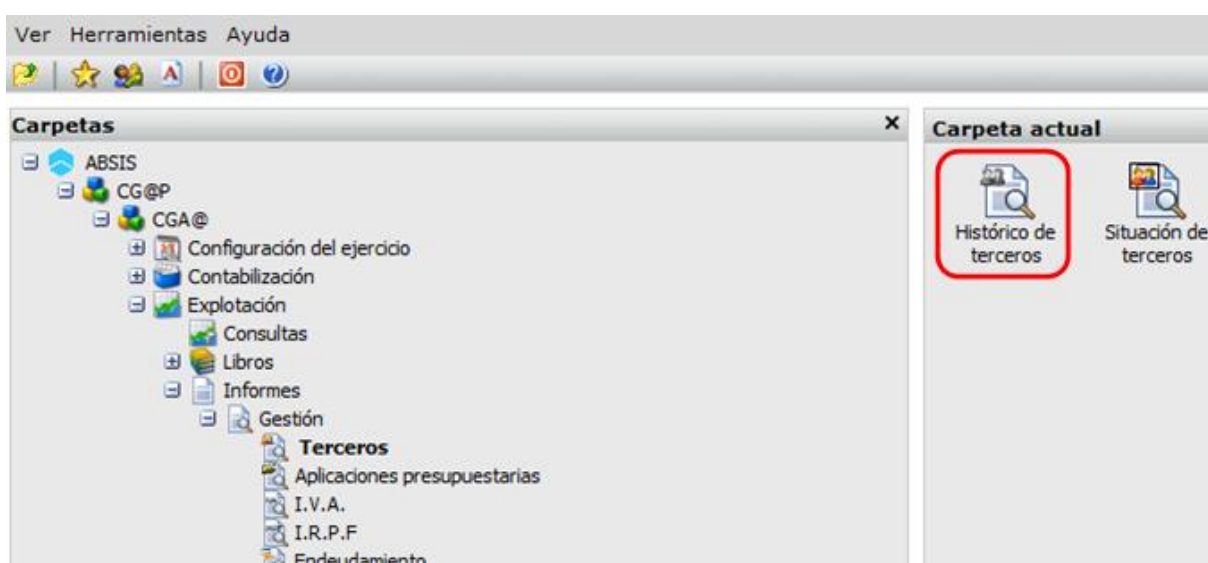 Ver Herramientas Ayuda
Carpetas
ABSIS
CG@P
CGA@
Configuración del ejercicio
Contabilización
Explotación
Consultas
Libros
Informes
Gestión
Terceros
Aplicaciones presupuestarias
I.V.A.
I.R.P.F
Endeudamiento
Carpeta actual
Histórico de
terceros
Situación de
terceros